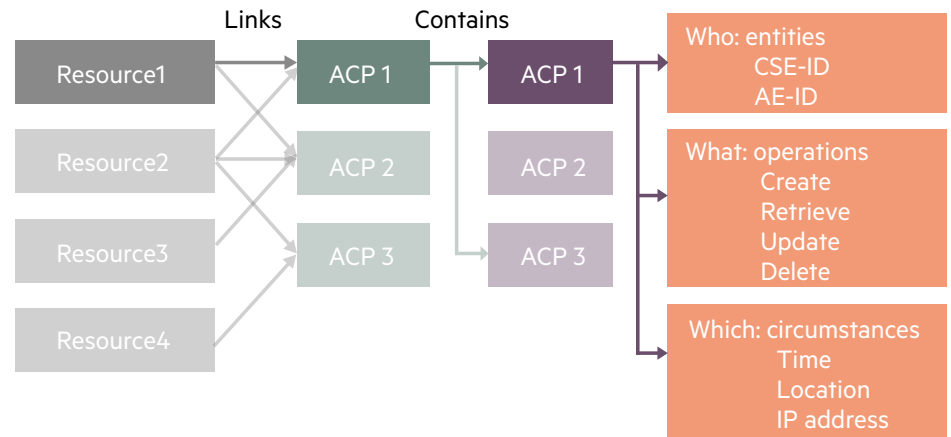 Links
Contains
Resource1
Resource2
Resource3
Resource4
ACP 1
ACP 2
ACP 3
ACP 1
ACP 2
ACP 3
Who: entities
CSE-ID
AE-ID
What: operations
Create
Retrieve
Update
Delete
Which: circumstances
Time
Location
IP address